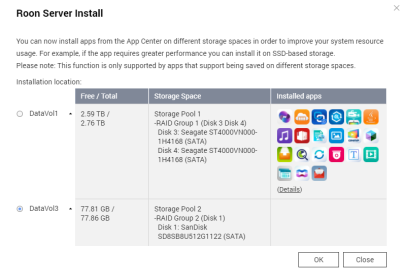 Roon Server Install
You can now install apps from the App Center on different storage spaces in order to improve your system resource
usage. For example, if the app requires greater performance you can install it on SSD-based storage.
Please note: This function is only supported by apps that support being saved on different storage spaces.
Installation location:
Free / Total Storage Space Installed apps
DataVol1 • 2.59 TB / Storage Pool 1
2.76 TB -RAID Group 1 (Disk 3 Disk 4)
Disk 3: Seagate ST4000VN000-
1H4168 (SATA)
Disk 4: Seagate ST4000VN000-
1H4168 (SATA)
(Details)
DataVol3 • 77.81 GB / Storage Pool 2
77.86 GB -RAID Group 2 (Disk 1)
Disk 1: SanDisk
SD8SB8U512G1122 (SATA)
OK Close